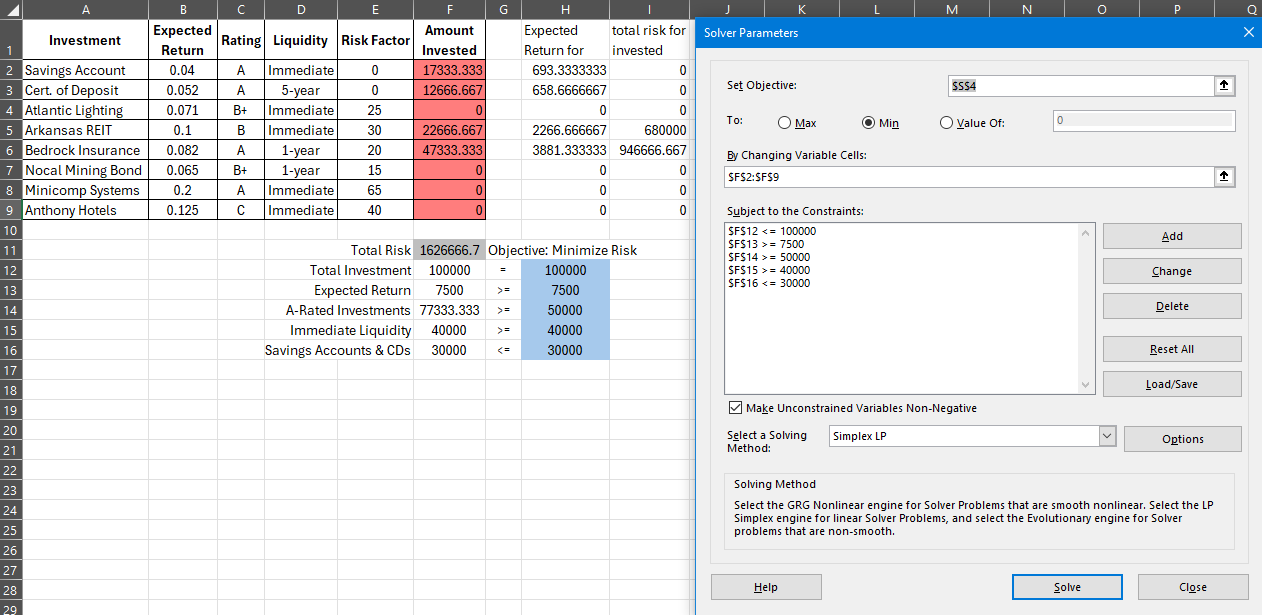 A B C D E F G H I J K L M N O P Q
1 Investment Expected Return Rating Liquidity Risk Factor Amount Invested Expected Return for total risk for invested
2 Savings Account 0.04 A Immediate 0 17333.333 693.3333333 0
3 Cert. of Deposit 0.052 A 5-year 0 12666.667 658.6666667 0
4 Atlantic Lighting 0.071 B+ Immediate 25 0 0 0
5 Arkansas REIT 0.1 B Immediate 30 22666.667 2266.666667 680000
6 Bedrock Insurance 0.082 A 1-year 20 47333.333 3881.333333 946666.667
7 Nocal Mining Bond 0.065 B+ 1-year 15 0 0 0
8 Minicomp Systems 0.2 A Immediate 65 0 0 0
9 Anthony Hotels 0.125 C Immediate 40 0 0 0
10
11 Total Risk 1626666.7 Objective: Minimize Risk
12 Total Investment 100000 = 100000
13 Expected Return 7500 >= 7500
14 A-Rated Investments 77333.333 >= 50000
15 Immediate Liquidity 40000 >= 40000
16 Savings Accounts & CDs 30000 <= 30000
17
18
19
20
21
22
23
24
25
26
27
28
29
Solver Parameters
Set Objective: $S$4
To: Max Min Value Of: 0
By Changing Variable Cells:
$F$2:$F$9
Subject to the Constraints:
$F$12 <= 100000
$F$13 >= 7500
$F$14 >= 50000
$F$15 >= 40000
$F$16 <= 30000
Add
Change
Delete
Reset All
Load/Save
Make Unconstrained Variables Non-Negative
Select a Solving Method: Simplex LP Options
Solving Method
Select the GRG Nonlinear engine for Solver Problems that are smooth nonlinear. Select the LP
Simplex engine for linear Solver Problems, and select the Evolutionary engine for Solver
problems that are non-smooth.
Help Solve Close